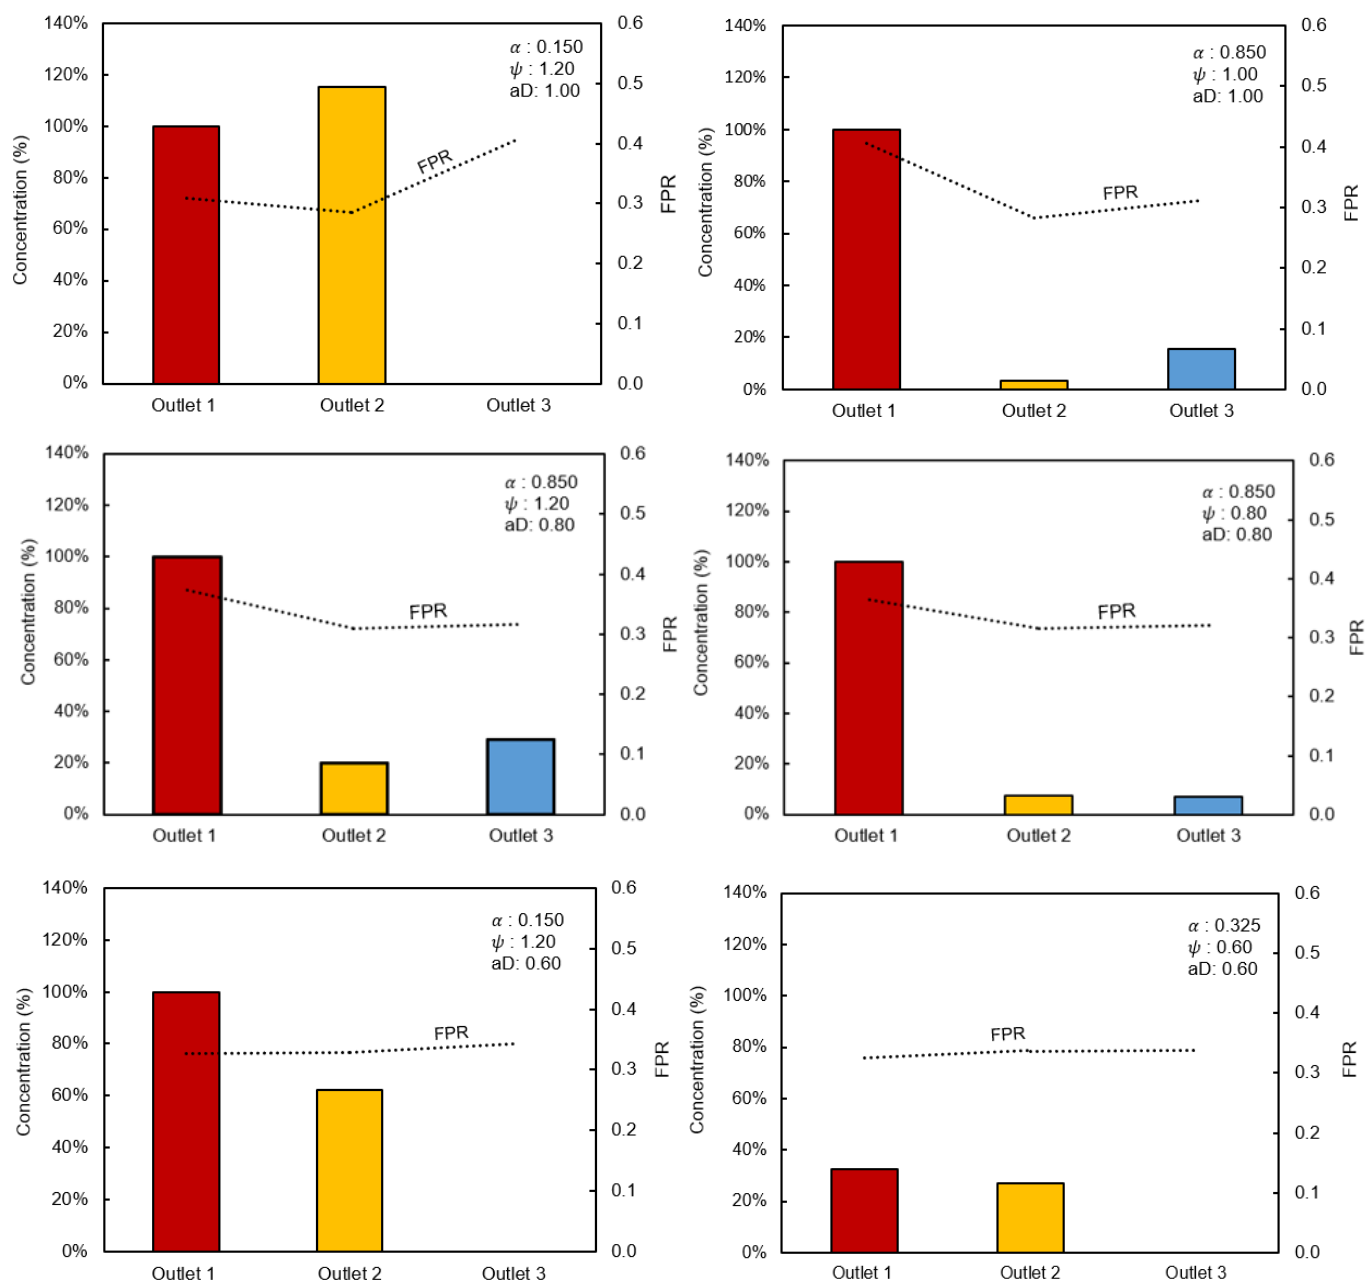 140%
120%
100%
80%
60%
40%
20%
0%
Concentration (%)
α : 0.150
ψ : 1.20
aD: 1.00
FPR
0.6
0.5
0.4
0.3
0.2
0.1
0.0
FPR
Outlet 1 Outlet 2 Outlet 3
140%
120%
100%
80%
60%
40%
20%
0%
Concentration (%)
α : 0.850
ψ : 1.00
aD: 1.00
FPR
0.6
0.5
0.4
0.3
0.2
0.1
0.0
FPR
Outlet 1 Outlet 2 Outlet 3
140%
120%
100%
80%
60%
40%
20%
0%
Concentration (%)
α : 0.850
ψ : 1.20
aD: 0.80
FPR
0.6
0.5
0.4
0.3
0.2
0.1
0.0
FPR
Outlet 1 Outlet 2 Outlet 3
140%
120%
100%
80%
60%
40%
20%
0%
Concentration (%)
α : 0.850
ψ : 0.80
aD: 0.80
FPR
0.6
0.5
0.4
0.3
0.2
0.1
0.0
FPR
Outlet 1 Outlet 2 Outlet 3
140%
120%
100%
80%
60%
40%
20%
0%
Concentration (%)
α : 0.150
ψ : 1.20
aD: 0.60
FPR
0.6
0.5
0.4
0.3
0.2
0.1
0.0
FPR
Outlet 1 Outlet 2 Outlet 3
140%
120%
100%
80%
60%
40%
20%
0%
Concentration (%)
α : 0.325
ψ : 0.60
aD: 0.60
FPR
0.6
0.5
0.4
0.3
0.2
0.1
0.0
FPR
Outlet 1 Outlet 2 Outlet 3